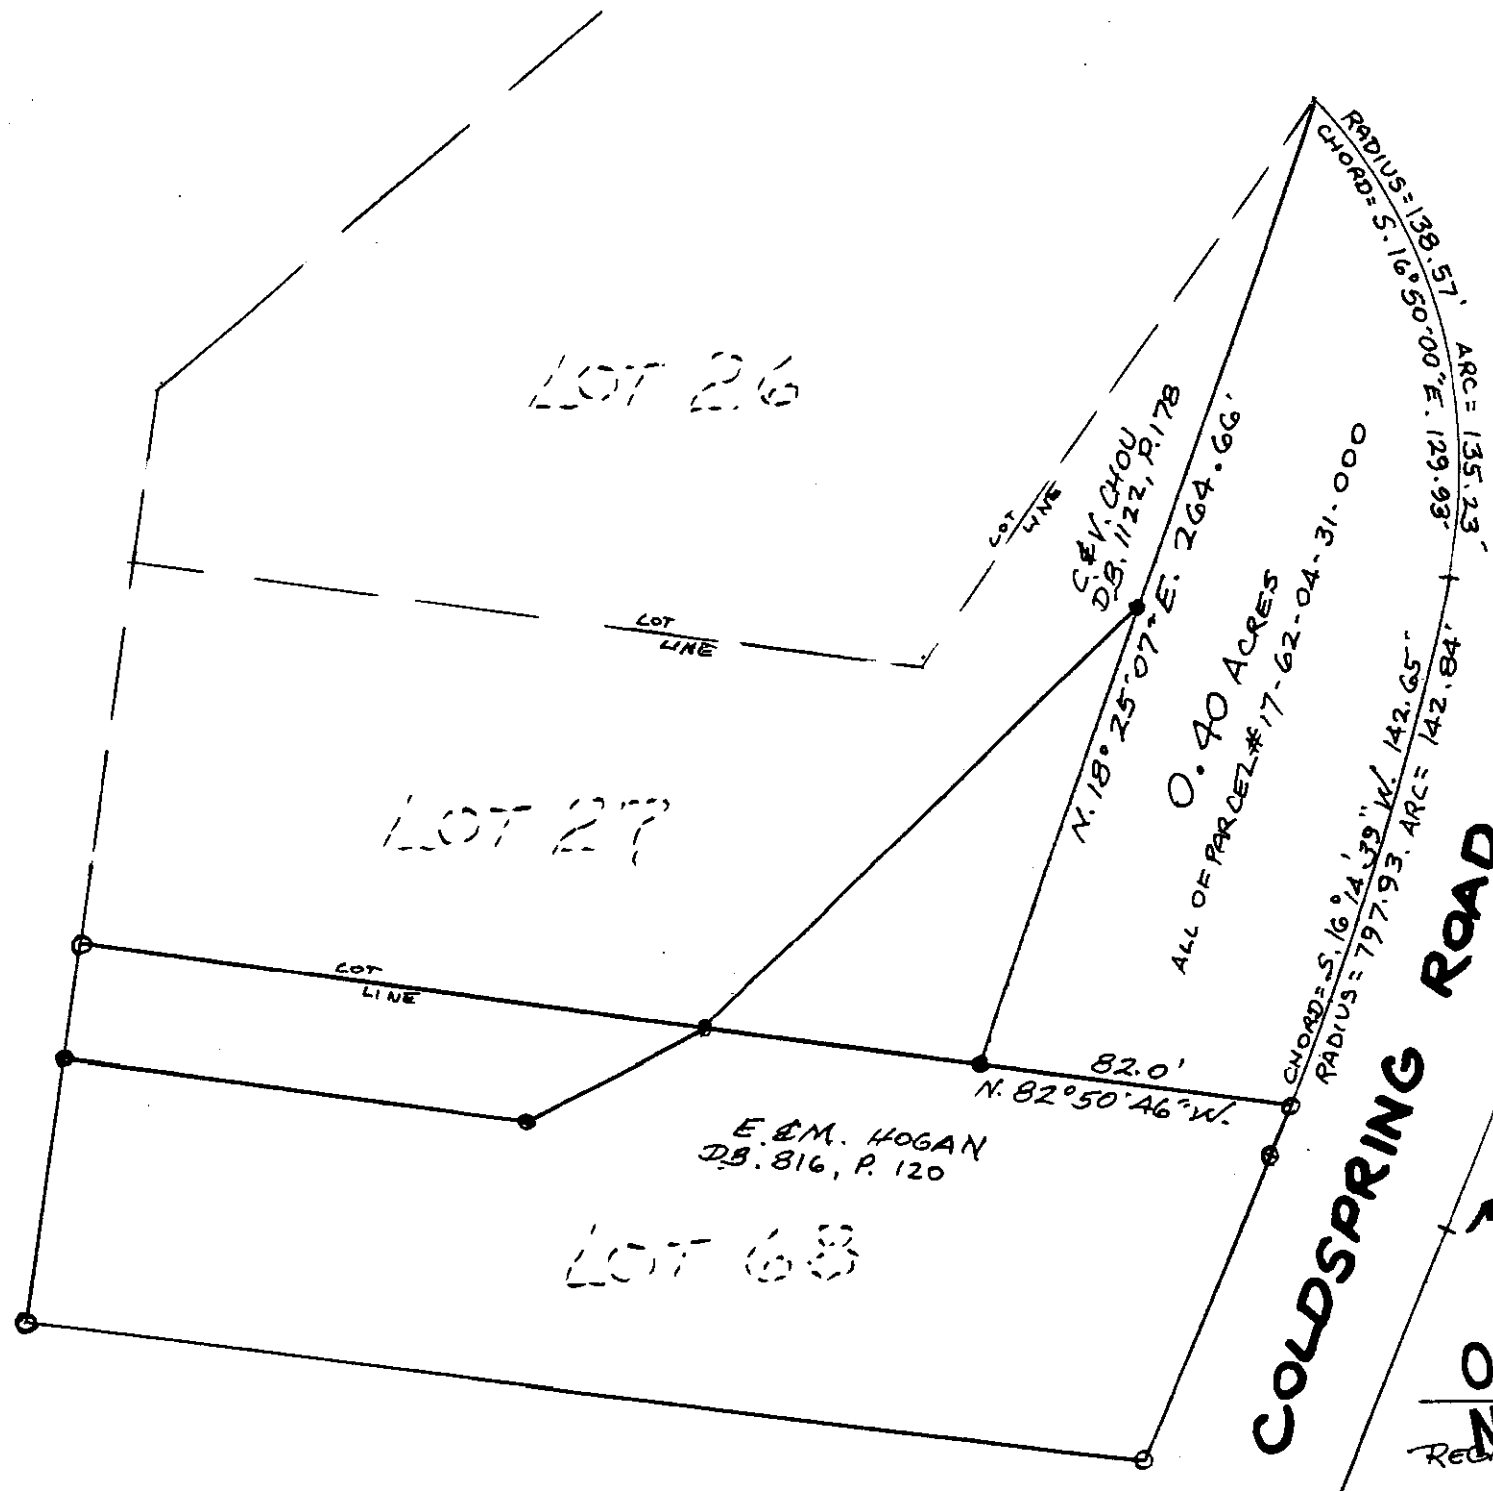 RADIUS=138.57' ARC=135.23'
CHORD=S.16°50'00"E. 129.93'
LOT 26
C.&V. CHOU
D.B. 1122, P.178
N.18°25'07"E. 264.66'
LOT
LINE
0.40 ACRES
ALL OF PARCEL#17-62-04-31-000
LOT
LINE
CHORD=S.16°14'39"W. 142.65'
RADIUS=797.93. ARC=142.84'
LOT 27
COLDSPRING ROAD
LOT
LINE
82.0'
N.82°50'46"W.
E.&M. HOGAN
D.B. 816, P. 120
LOT 68